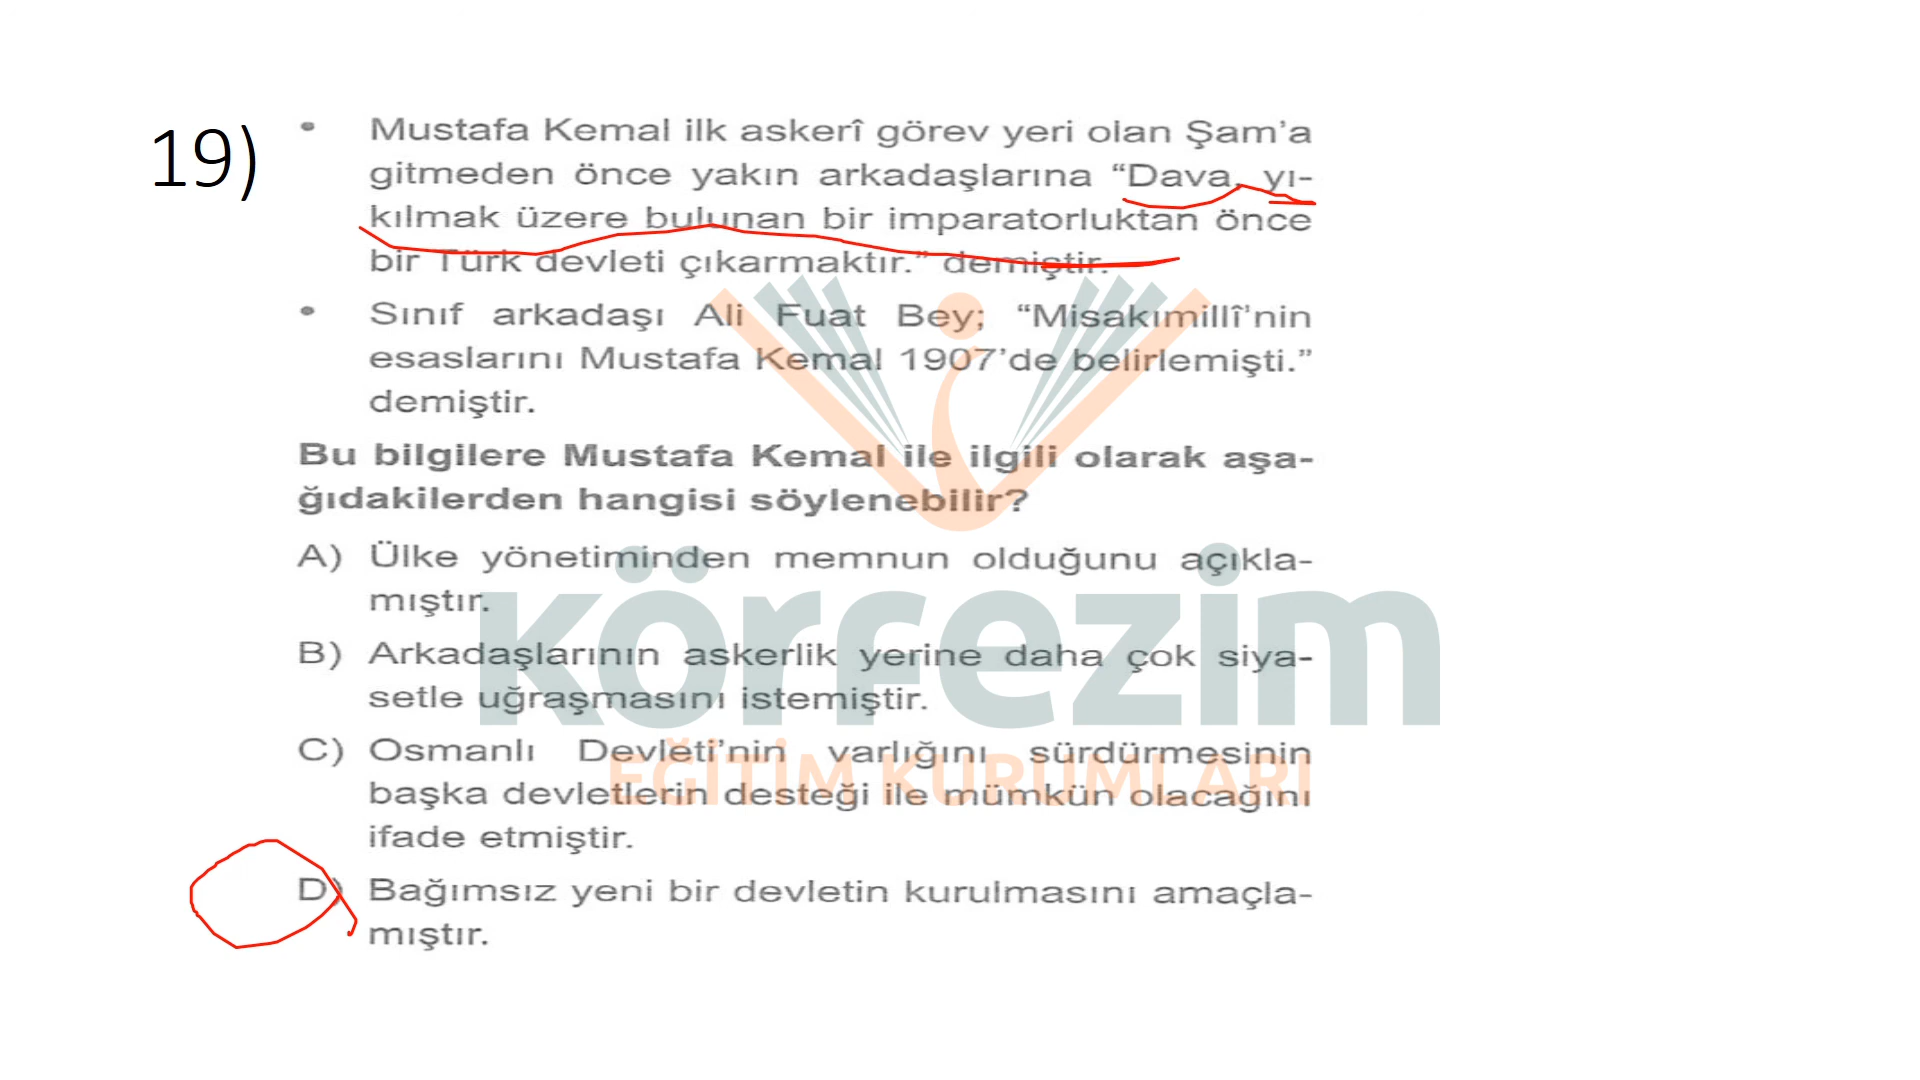 19)
• Mustafa Kemal ilk askerî görev yeri olan Şam’a
gitmeden önce yakın arkadaşlarına “Dava, yı-
kılmak üzere bulunan bir imparatorluktan önce
bir Türk devleti çıkarmaktır.” demiştir.
• Sınıf arkadaşı Ali Fuat Bey; “Misakımillî’nin
esaslarını Mustafa Kemal 1907’de belirlemişti.”
demiştir.
Bu bilgilere Mustafa Kemal ile ilgili olarak aşa-
ğıdakilerden hangisi söylenebilir?
A) Ülke yönetiminden memnun olduğunu açıkla-
mıştır.
B) Arkadaşlarının askerlik yerine daha çok siya-
setle uğraşmasını istemiştir.
C) Osmanlı Devleti’nin varlığını sürdürmesinin
başka devletlerin desteği ile mümkün olacağını
ifade etmiştir.
D) Bağımsız yeni bir devletin kurulmasını amaçla-
mıştır.
körfezim
EĞİTİM KURUMLARI